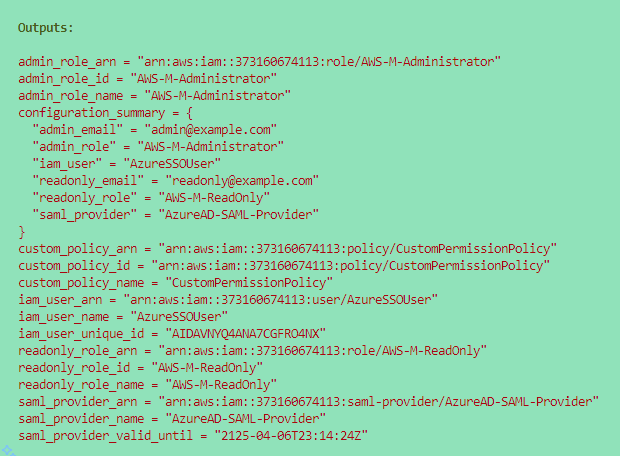 Outputs:
admin_role_arn = "arn:aws:iam::373160674113:role/AWS-M-Administrator"
admin_role_id = "AWS-M-Administrator"
admin_role_name = "AWS-M-Administrator"
configuration_summary = {
"admin_email" = "admin@example.com"
"admin_role" = "AWS-M-Administrator"
"iam_user" = "AzureSSOUser"
"readonly_email" = "readonly@example.com"
"readonly_role" = "AWS-M-ReadOnly"
"saml_provider" = "AzureAD-SAML-Provider"
}
custom_policy_arn = "arn:aws:iam::373160674113:policy/CustomPermissionPolicy"
custom_policy_id = "arn:aws:iam::373160674113:policy/CustomPermissionPolicy"
custom_policy_name = "CustomPermissionPolicy"
iam_user_arn = "arn:aws:iam::373160674113:user/AzureSSOUser"
iam_user_name = "AzureSSOUser"
iam_user_unique_id = "AIDAVNYQ4ANA7CGFRO4NX"
readonly_role_arn = "arn:aws:iam::373160674113:role/AWS-M-ReadOnly"
readonly_role_id = "AWS-M-ReadOnly"
readonly_role_name = "AWS-M-ReadOnly"
saml_provider_arn = "arn:aws:iam::373160674113:saml-provider/AzureAD-SAML-Provider"
saml_provider_name = "AzureAD-SAML-Provider"
saml_provider_valid_until = "2125-04-06T23:14:24Z"